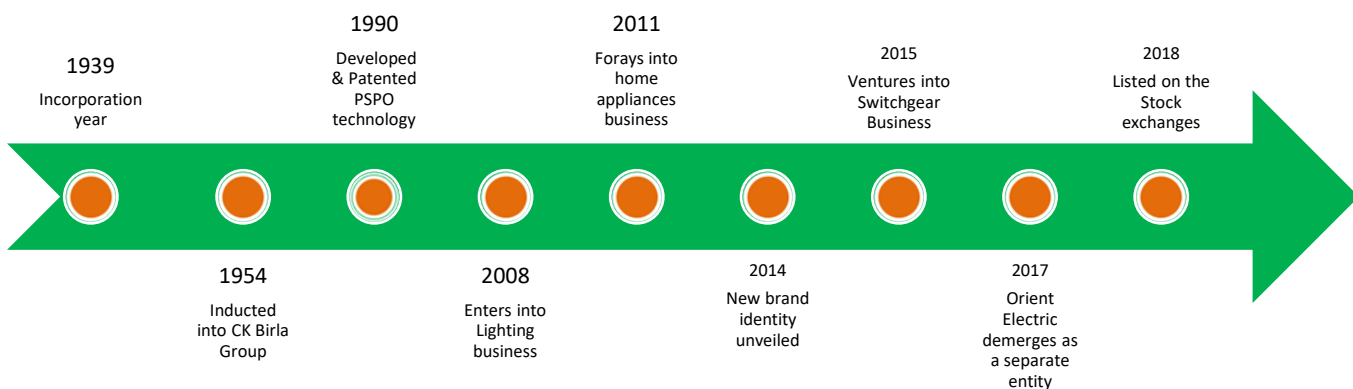 1939
Incorporation
year
1954
Inducted
into CK Birla
Group
1990
Developed
& Patented
PSPO
technology
2008
Enters into
Lighting
business
2011
Forays into
home
appliances
business
2014
New brand
identity
unveiled
2015
Ventures into
Switchgear
Business
2017
Orient
Electric
demerges as
a separate
entity
2018
Listed on the
Stock
exchanges